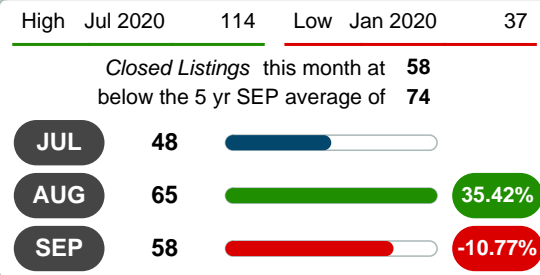 High Jul 2020 114 Low Jan 2020 37
Closed Listings this month at 58
below the 5 yr SEP average of 74
JUL 48
AUG 65 35.42%
SEP 58 -10.77%